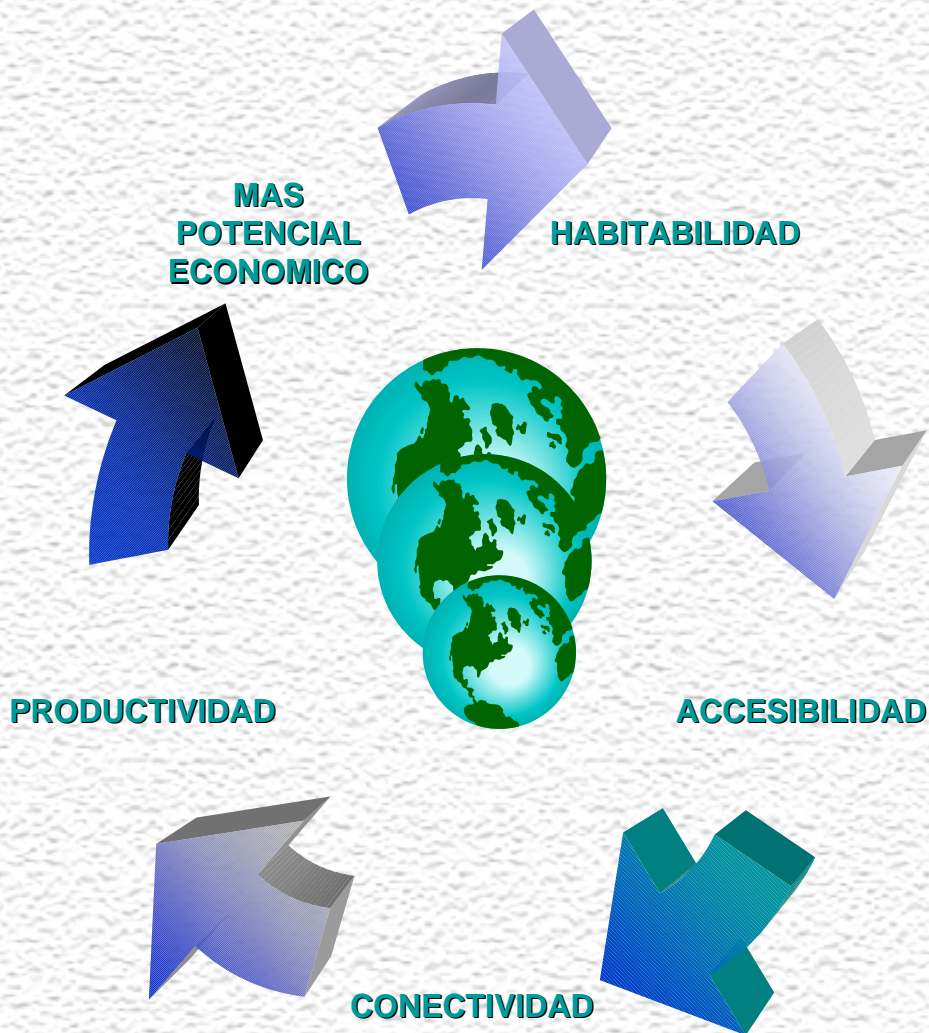 MAS
POTENCIAL
ECONOMICO
HABITABILIDAD
PRODUCTIVIDAD
ACCESIBILIDAD
CONECTIVIDAD